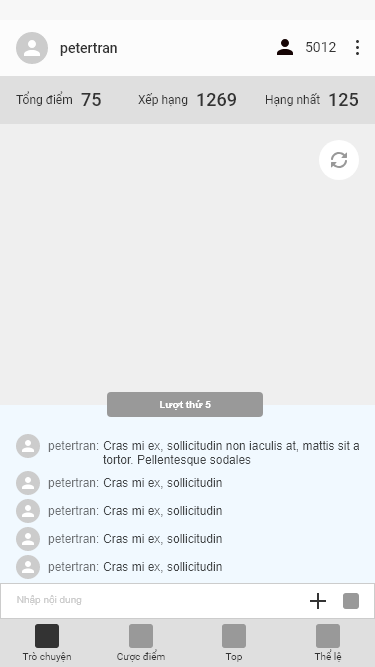 petertran 5012
Tổng điểm 75 Xếp hạng 1269 Hạng nhất 125
Lượt thứ 5
petertran: Cras mi ex, sollicitudin non iaculis at, mattis sit a
tortor. Pellentesque sodales
petertran: Cras mi ex, sollicitudin
petertran: Cras mi ex, sollicitudin
petertran: Cras mi ex, sollicitudin
petertran: Cras mi ex, sollicitudin
Nhập nội dung
Trò chuyện Cược điểm Top Thể lệ